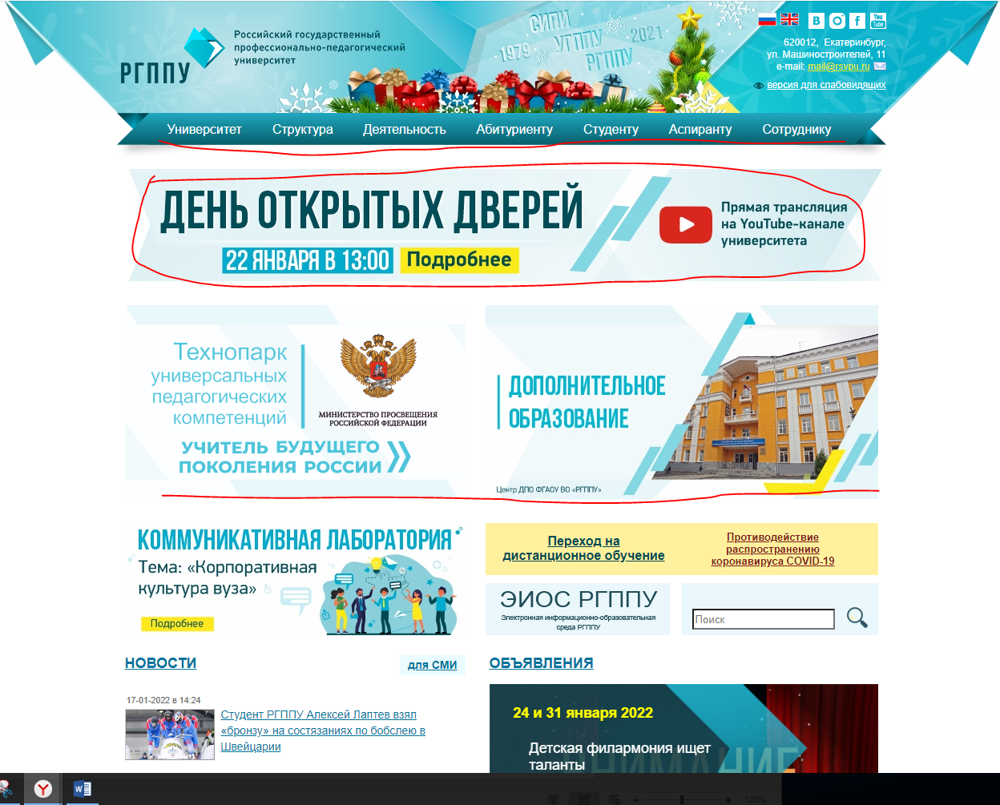 РГППУ
Российский государственный
профессионально-педагогический
университет
1979
СИПИ
УГППУ
РГППУ
2021
В
f
You
Tube
620012, Екатеринбург,
ул. Машиностроителей, 11
e-mail: mail@rsvpu.ru
версия для слабовидящих
Университет Структура Деятельность Абитуриенту Студенту Аспиранту Сотруднику
ДЕНЬ ОТКРЫТЫХ ДВЕРЕЙ
22 ЯНВАРЯ В 13:00 Подробнее
Прямая трансляция
на YouTube-канале
университета
Технопарк
универсальных
педагогических
компетенций
МИНИСТЕРСТВО ПРОСВЕЩЕНИЯ
РОССИЙСКОЙ ФЕДЕРАЦИИ
УЧИТЕЛЬ БУДУЩЕГО
ПОКОЛЕНИЯ РОССИИ
ДОПОЛНИТЕЛЬНОЕ
ОБРАЗОВАНИЕ
Центр ДПО ФГАОУ ВО «РГППУ»
КОММУНИКАТИВНАЯ ЛАБОРАТОРИЯ
Тема: «Корпоративная
культура вуза»
Подробнее
Переход на
дистанционное обучение
Противодействие
распространению
коронавируса COVID-19
ЭИОС РГППУ
Электронная информационно-образовательная
среда РГППУ
Поиск
НОВОСТИ
для СМИ
17-01-2022 в 14:24
Студент РГППУ Алексей Лаптев взял
«бронзу» на состязаниях по бобслею в
Швейцарии
ОБЪЯВЛЕНИЯ
24 и 31 января 2022
Детская филармония ищет
таланты
100%